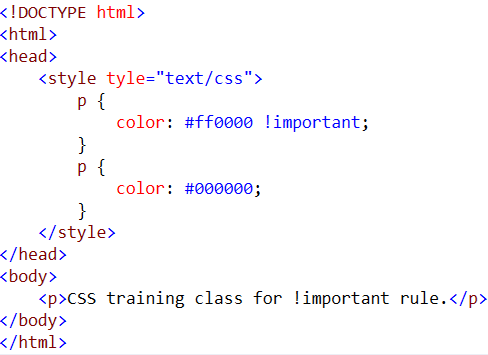 <!DOCTYPE html>
<html>
<head>
    <style tyle="text/css">
        p {
            color: #ff0000 !important;
        }
        p {
            color: #000000;
        }
    </style>
</head>
<body>
    <p>CSS training class for !important rule.</p>
</body>
</html>